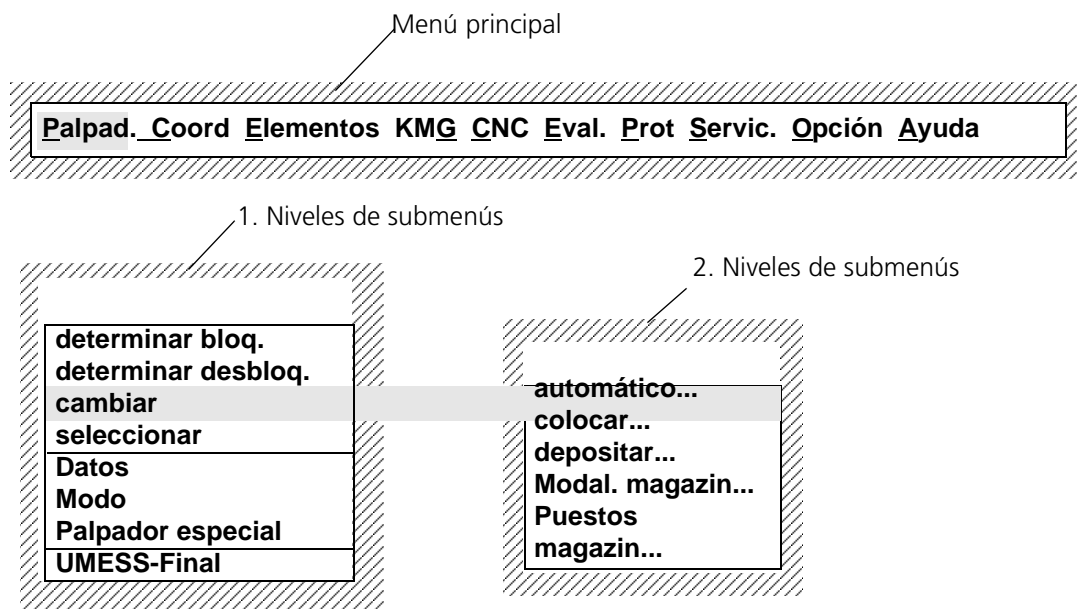 Menú principal
Palpad. Coord Elementos KMG CNC Eval. Prot Servic. Opción Ayuda
1. Niveles de submenús
determinar bloq.
determinar desbloq.
cambiar
seleccionar
Datos
Modo
Palpador especial
UMESS-Final
2. Niveles de submenús
automático...
colocar...
depositar...
Modal. magazin...
Puestos
magazin...